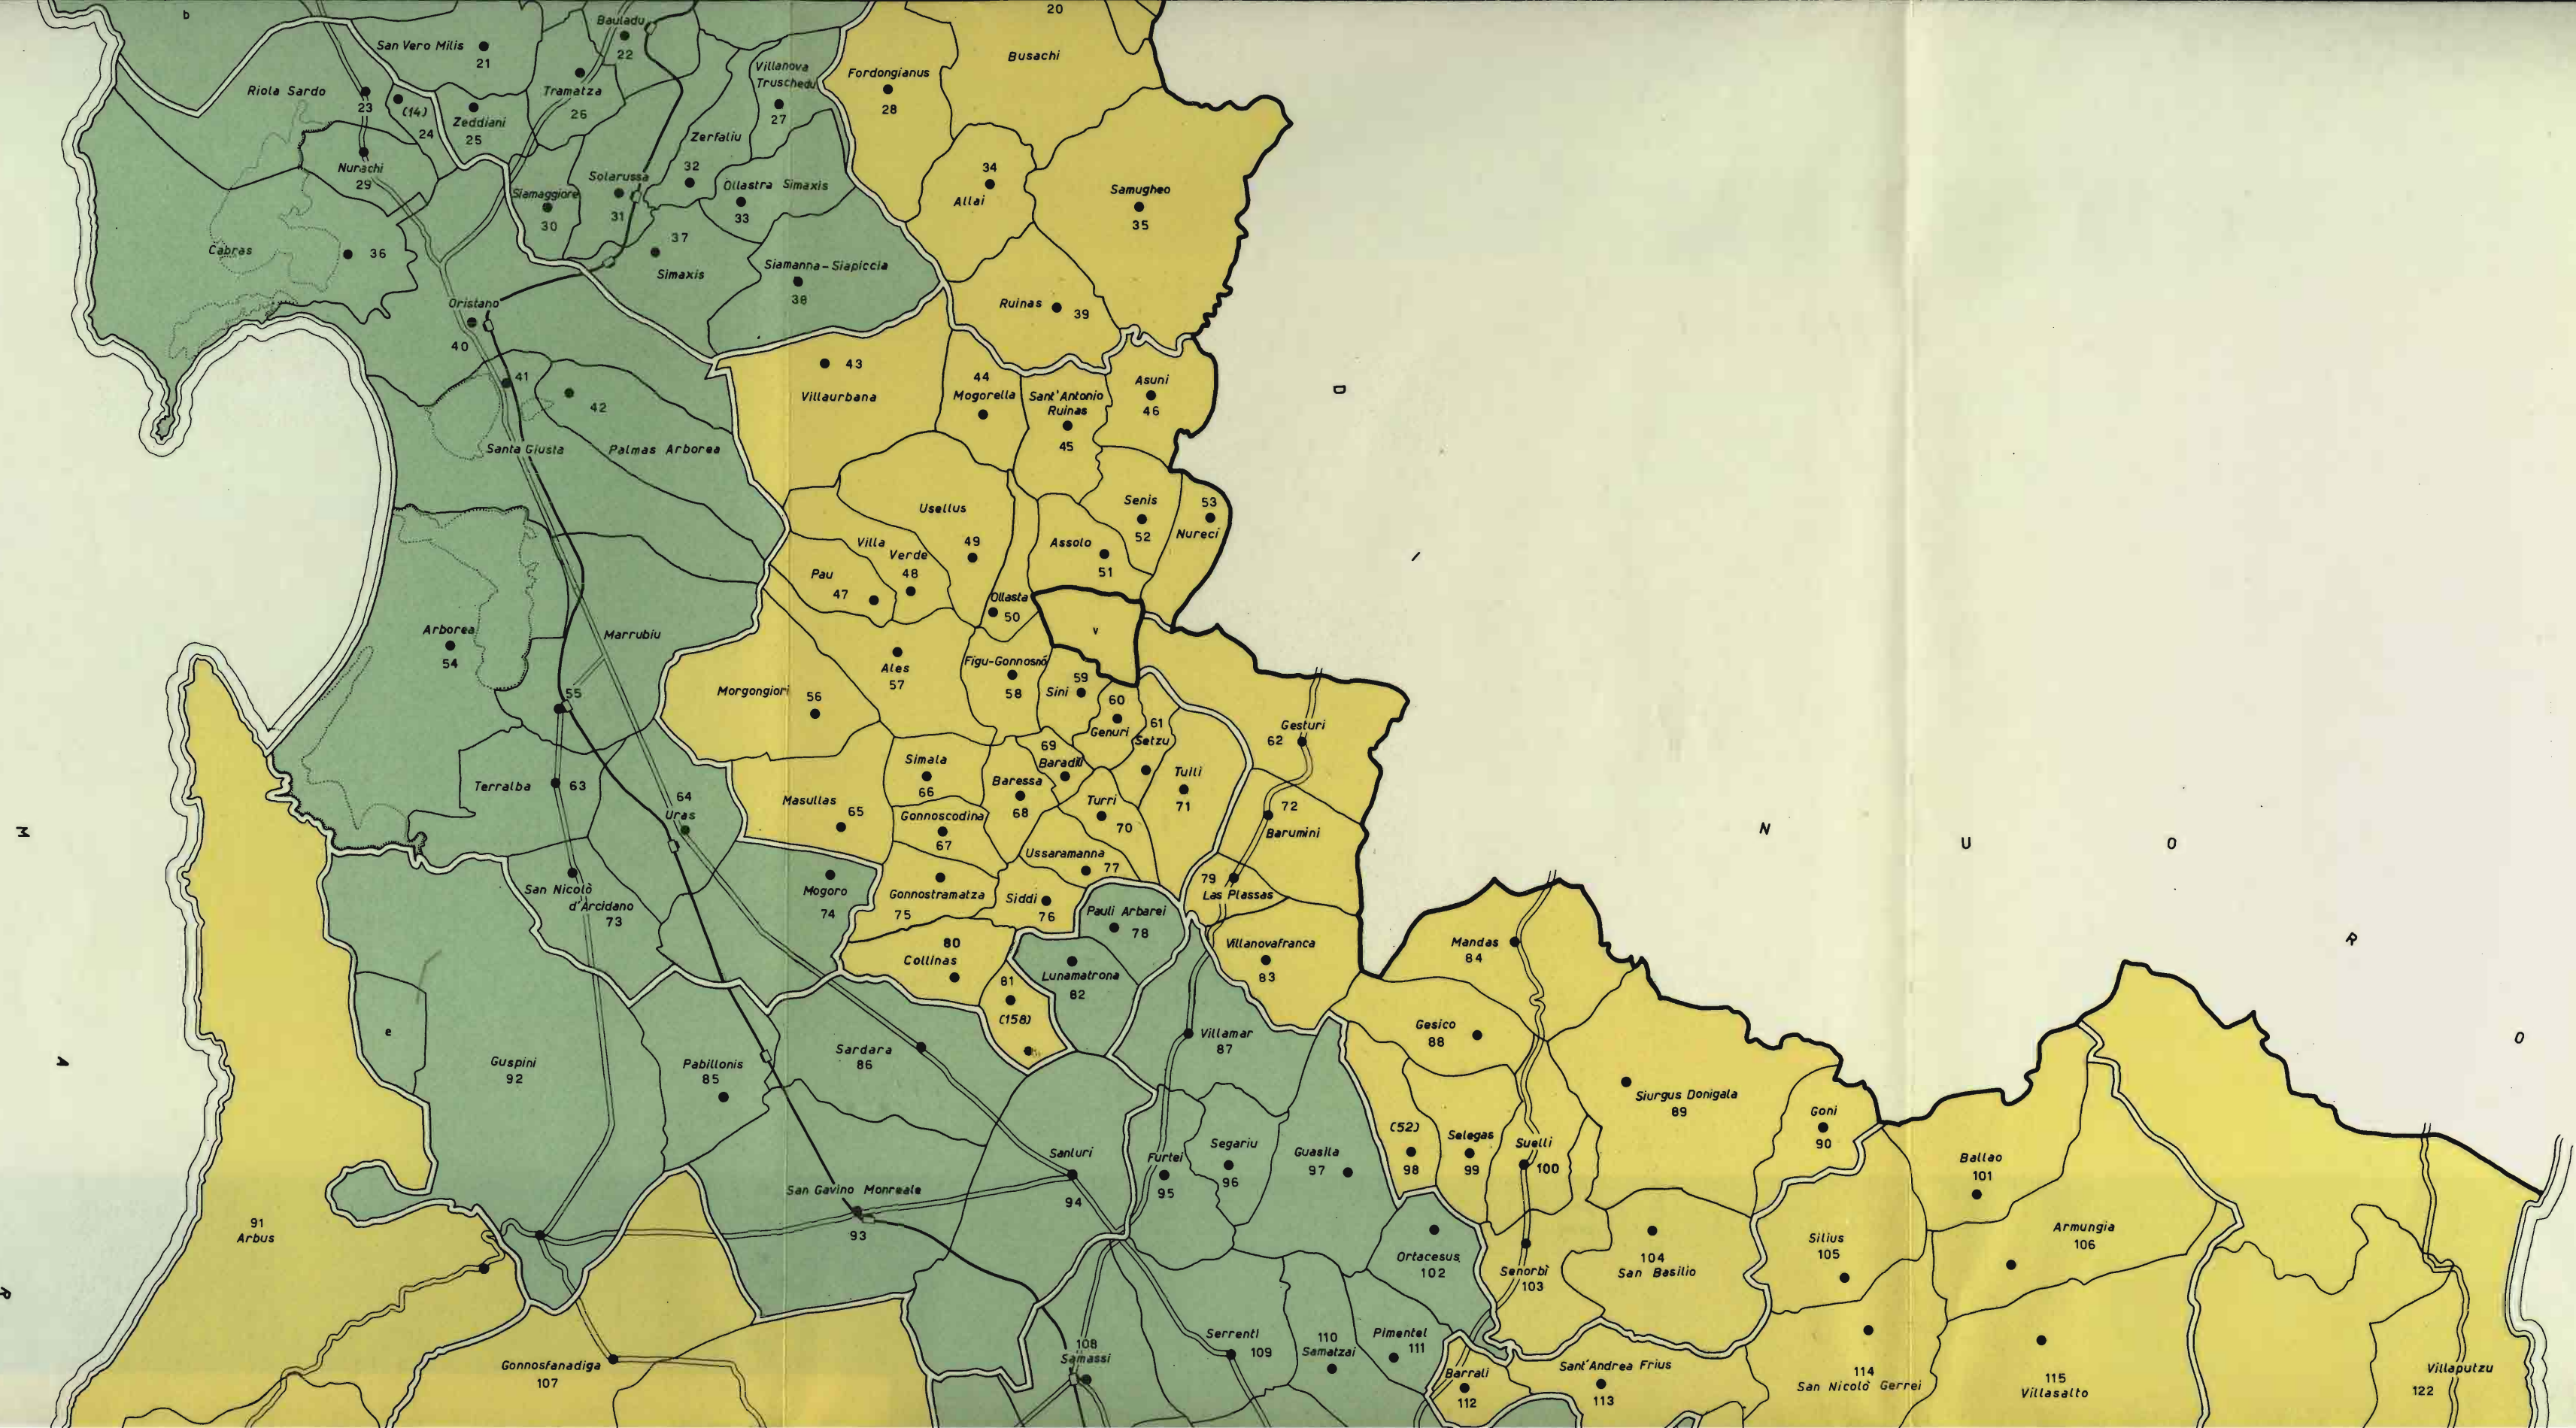 b
20
Bauladu
22
San Vero Milis
21
Busachi
Villanova
Truschedu
27
Fordongianus
28
Riola Sardo
23
(14)
24
Zeddiani
25
Tramatza
26
Zerfaliu
32
Nurachi
29
Siamaggiore
30
Solarussa
31
Ollastra Simaxis
33
34
Allai
Samugheo
35
Cabras
36
37
Simaxis
Siamanna-Siapiccia
38
Oristano
40
Ruinas
39
41
42
43
Villaurbana
44
Mogorella
Sant'Antonio
Ruinas
45
Asuni
46
D
Santa Giusta
Palmas Arborea
Usellus
49
Senis
52
53
Nureci
Villa
Verde
48
Assolo
51
I
Pau
47
Ollasta
50
V
Arborea
54
Marrubiu
55
Ales
57
Figu-Gonnosnò
58
59
Sini
Morgongiori
56
60
Genuri
61
Setzu
Gesturi
62
Terralba
63
64
Uras
Masullas
65
Simala
66
Baressa
68
69
Baradili
Turri
70
Tuili
71
72
Barumini
Gonnoscodina
67
Ussaramanna
77
M
N
U
O
R
O
San Nicolò
d'Arcidano
73
Mogoro
74
Gonnostramatza
75
Siddi
76
Pauli Arbarei
78
79
Las Plassas
80
Collinas
81
(158)
Lunamatrona
82
Villanovafranca
83
Mandas
84
e
Guspini
92
Pabillonis
85
Sardara
86
Villamar
87
Gesico
88
Siurgus Donigala
89
Goni
90
A
(52)
98
Selegas
99
Suelli
100
Segariu
96
Guasila
97
Furtei
95
Sanluri
94
San Gavino Monreale
93
Ballao
101
91
Arbus
Armungia
106
Ortacesus
102
Senorbì
103
104
San Basilio
Silius
105
R
Gonnosfanadiga
107
108
Samassi
Serrenti
109
110
Samatzai
Pimentel
111
Barrali
112
Sant'Andrea Frius
113
114
San Nicolò Gerrei
115
Villasalto
Villaputzu
122